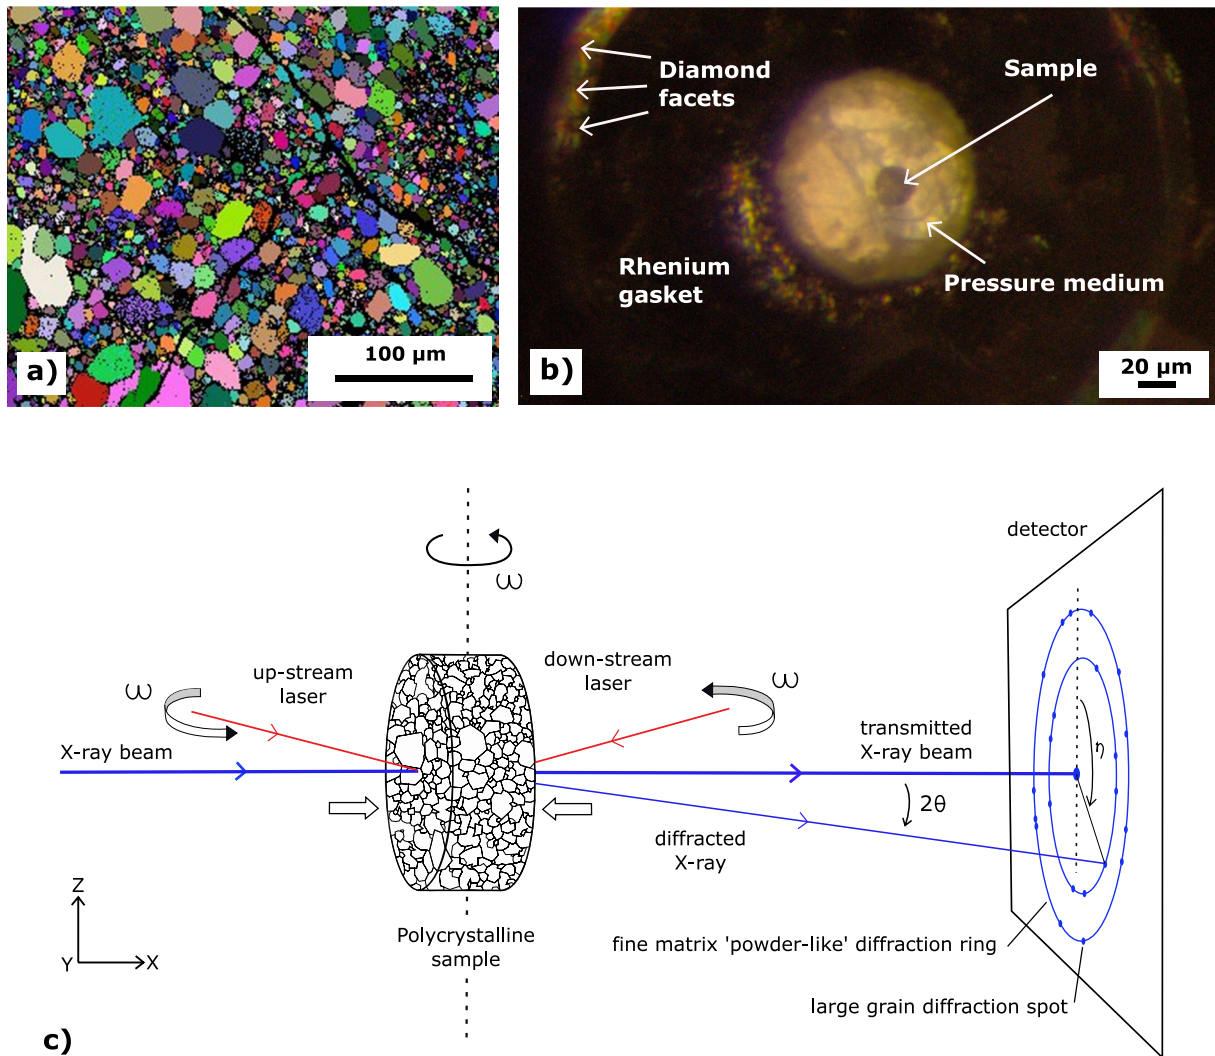 a)
100 μm
Diamond
facets
Sample
Rhenium
gasket
Pressure medium
b)
20 μm
detector
ω
up-stream
laser
down-stream
laser
ω
ω
X-ray beam
transmitted
X-ray beam
η
2θ
diffracted
X-ray
Z
Y
X
Polycrystalline
sample
fine matrix 'powder-like' diffraction ring
large grain diffraction spot
c)